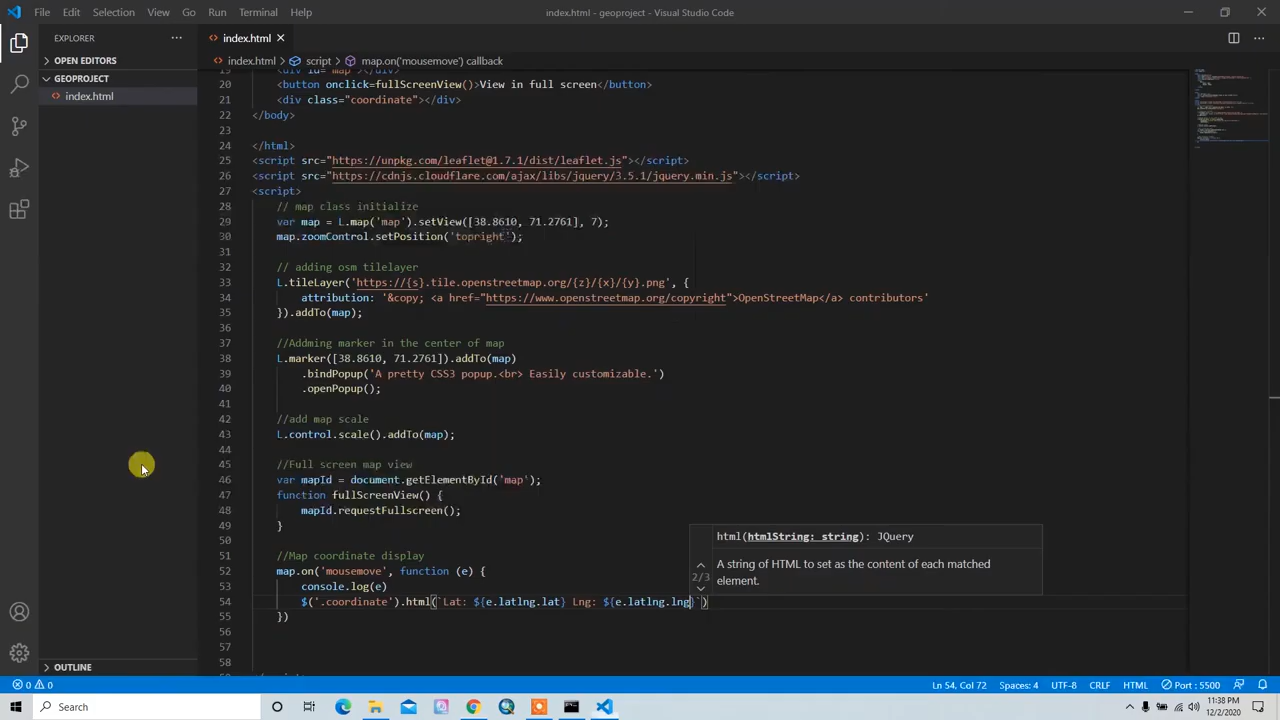 File Edit Selection View Go Run Terminal Help
index.html - geoproject - Visual Studio Code
EXPLORER
OPEN EDITORS
GEOPROJECT
index.html
OUTLINE
index.html
index.html > script > map.on('mousemove') callback
19 <div id="map"></div>
20 <button onclick=fullScreenView()>View in full screen</button>
21 <div class="coordinate"></div>
22 </body>
23
24 </html>
25 <script src="https://unpkg.com/leaflet@1.7.1/dist/leaflet.js"></script>
26 <script src="https://cdnjs.cloudflare.com/ajax/libs/jquery/3.5.1/jquery.min.js"></script>
27 <script>
28 // map class initialize
29 var map = L.map('map').setView([38.8610, 71.2761], 7);
30 map.zoomControl.setPosition('topright');
31
32 // adding osm tilelayer
33 L.tileLayer('https://{s}.tile.openstreetmap.org/{z}/{x}/{y}.png', {
34 attribution: '&copy; <a href="https://www.openstreetmap.org/copyright">OpenStreetMap</a> contributors'
35 }).addTo(map);
36
37 //Adming marker in the center of map
38 L.marker([38.8610, 71.2761]).addTo(map)
39 .bindPopup('A pretty CSS3 popup.<br> Easily customizable.')
40 .openPopup();
41
42 //add map scale
43 L.control.scale().addTo(map);
44
45 //Full screen map view
46 var mapId = document.getElementById('map');
47 function fullScreenView() {
48 mapId.requestFullscreen();
49 }
50
51 //Map coordinate display
52 map.on('mousemove', function (e) {
53 console.log(e)
54 $('.coordinate').html(`Lat: ${e.latlng.lat} Lng: ${e.latlng.lng}`)
55 })
56
57
58
html(htmlString: string): JQuery
2/3
A string of HTML to set as the content of each matched
element.
0 0
Ln 54, Col 72 Spaces: 4 UTF-8 CRLF HTML Port : 5500
Search
11:38 PM
12/2/2020